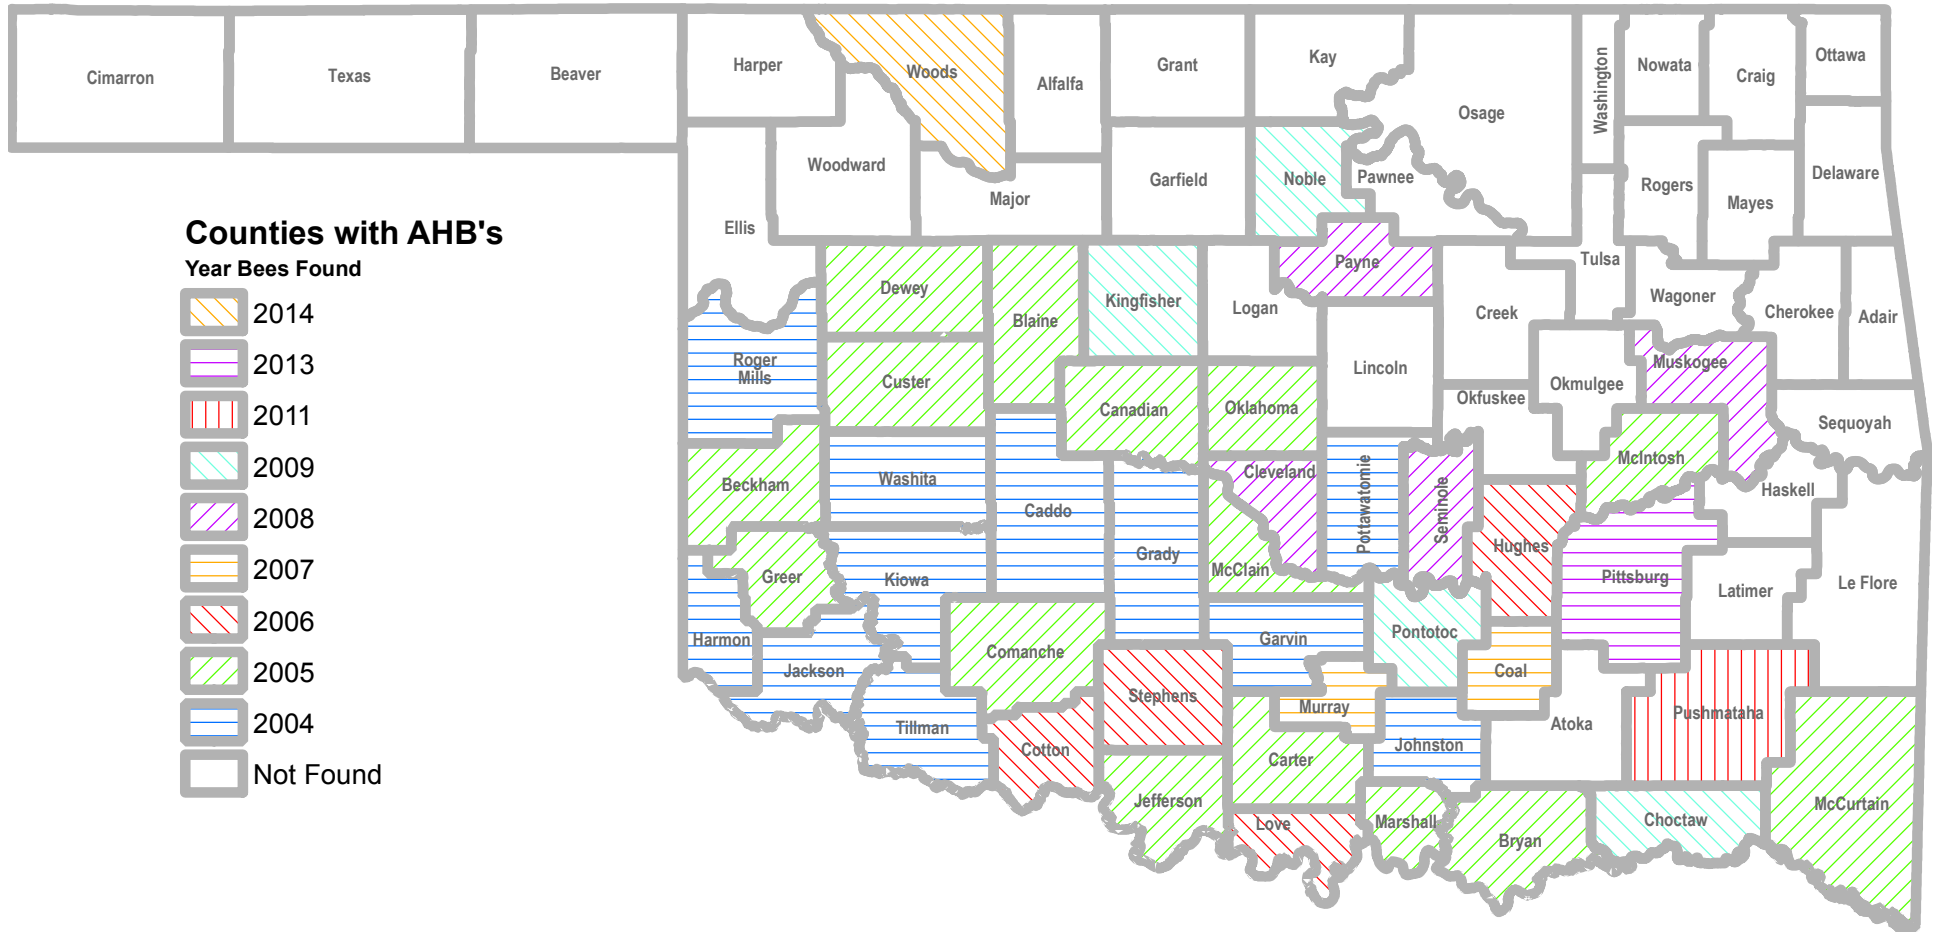 Cimarron
Texas
Beaver
Harper
Woods
Alfalfa
Grant
Kay
Osage
Washington
Nowata
Craig
Ottawa
Woodward
Major
Garfield
Noble
Pawnee
Rogers
Mayes
Delaware
Ellis
Counties with AHB's
Year Bees Found
2014
2013
2011
2009
2008
2007
2006
2005
2004
Not Found
Dewey
Blaine
Kingfisher
Logan
Payne
Creek
Tulsa
Wagoner
Cherokee
Adair
Roger
Mills
Custer
Canadian
Oklahoma
Lincoln
Okfuskee
Okmulgee
Muskogee
Sequoyah
Beckham
Washita
Caddo
Grady
Cleveland
Pottawatomie
Seminole
McIntosh
Haskell
Greer
Kiowa
McClain
Hughes
Pittsburg
Latimer
Le Flore
Harmon
Jackson
Comanche
Garvin
Pontotoc
Coal
Stephens
Murray
Atoka
Pushmataha
Tillman
Cotton
Carter
Johnston
Jefferson
Love
Marshall
Bryan
Choctaw
McCurtain